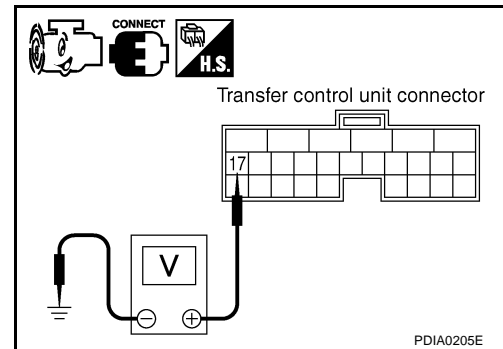 CONNECT
H.S.
Transfer control unit connector
17
V
− +
PDIA0205E